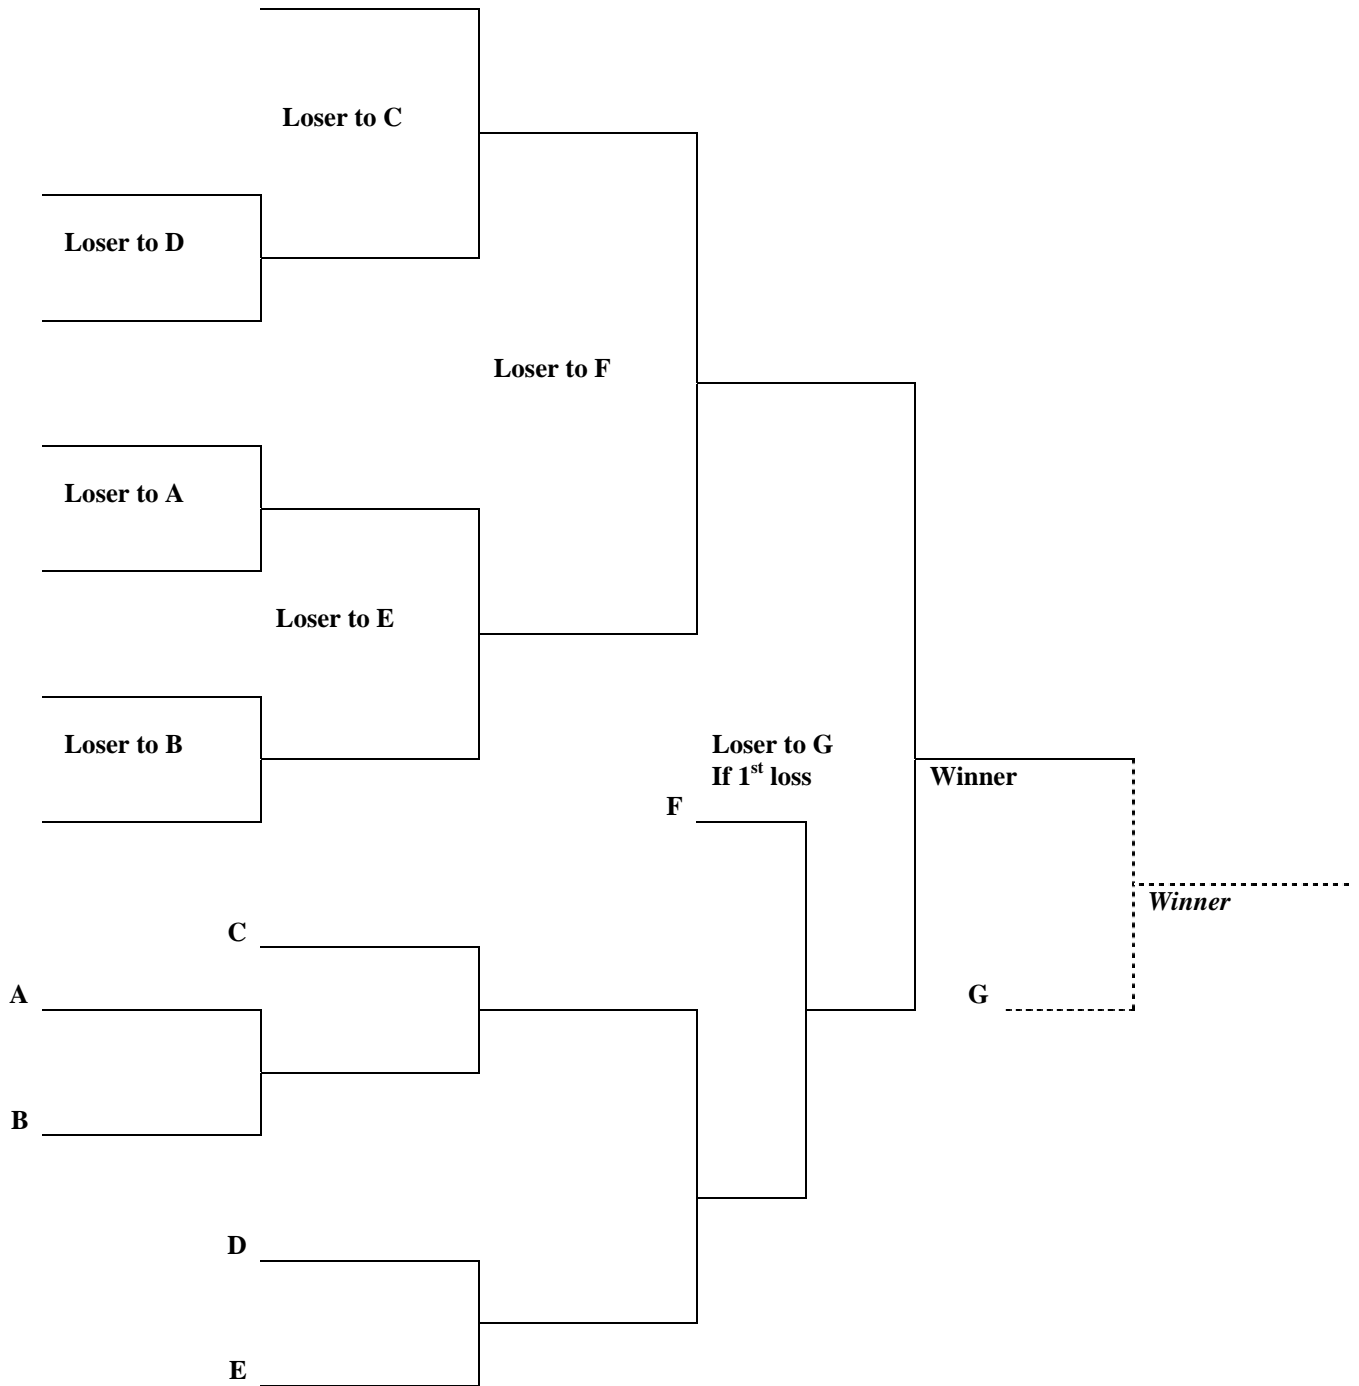 Loser to C
Loser to D
Loser to F
Loser to A
Loser to E
Loser to B
Loser to G
If 1st loss
Winner
F
Winner
C
A
G
B
D
E